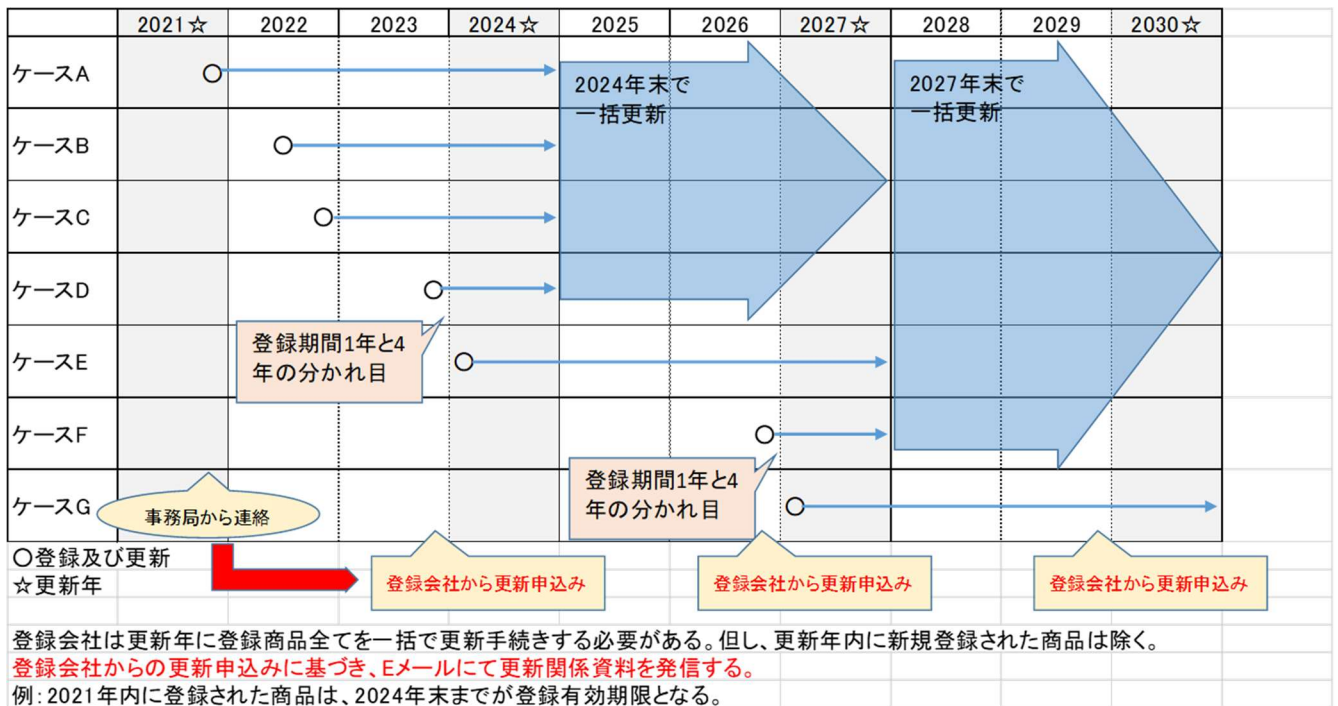 2021☆ 2022 2023 2024☆ 2025 2026 2027☆ 2028 2029 2030☆
ケースA
2024年末で
一括更新
2027年末で
一括更新
ケースB
ケースC
ケースD
登録期間1年と4
年の分かれ目
ケースE
ケースF
登録期間1年と4
年の分かれ目
ケースG
事務局から連絡
○登録及び更新
☆更新年
登録会社から更新申込み
登録会社から更新申込み
登録会社から更新申込み
登録会社は更新年に登録商品全てを一括で更新手続きする必要がある。但し、更新年内に新規登録された商品は除く。
登録会社からの更新申込みに基づき、Eメールにて更新関係資料を発信する。
例:2021年内に登録された商品は、2024年末までが登録有効期限となる。